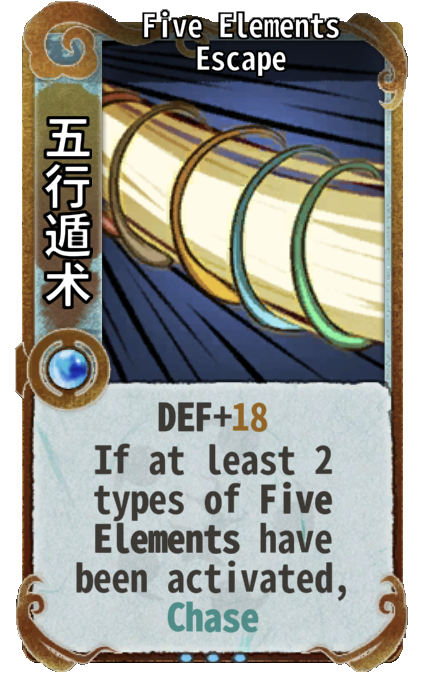 Five Elements
Escape
五行遁术
DEF+18
If at least 2
types of Five
Elements have
been activated,
Chase